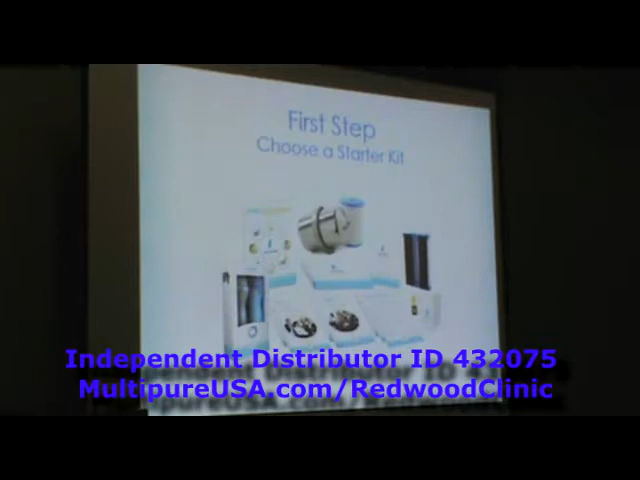 First Step
Choose a Starter Kit
Independent Distributor ID 432075
MultipureUSA.com/RedwoodClinic